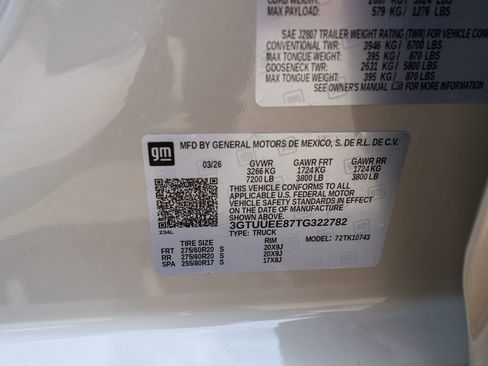 MAX PAYLOAD:
579 KG / 1276 LBS
SAE J2807 TRAILER WEIGHT RATING (TWR) FOR VEHICLE CON
CONVENTIONAL TWR: 3946 KG / 8700 LBS
MAX TONGUE WEIGHT: 395 KG / 870 LBS
GOOSENECK TWR: 2631 KG / 5800 LBS
MAX TONGUE WEIGHT: 395 KG / 870 LBS
SEE OWNER'S MANUAL FOR MORE INFORM
gm
MFD BY GENERAL MOTORS DE MEXICO, S. DE R.L. DE C.V.
03/26 GVWR GAWR FRT GAWR RR
3266 KG 1724 KG 1724 KG
7200 LB 3800 LB 3800 LB
THIS VEHICLE CONFORMS TO ALL
APPLICABLE U.S. FEDERAL MOTOR
VEHICLE SAFETY STANDARDS IN EFFECT
ON THE DATE OF MANUFACTURE
SHOWN ABOVE.
3GTUUEE87TG322782
TYPE: TRUCK MODEL: 72TK10743
234L
TIRE SIZE RIM
FRT 275/60R20 S 20X9J
RR 275/60R20 S 20X9J
SPA 255/80R17 S 17X8J